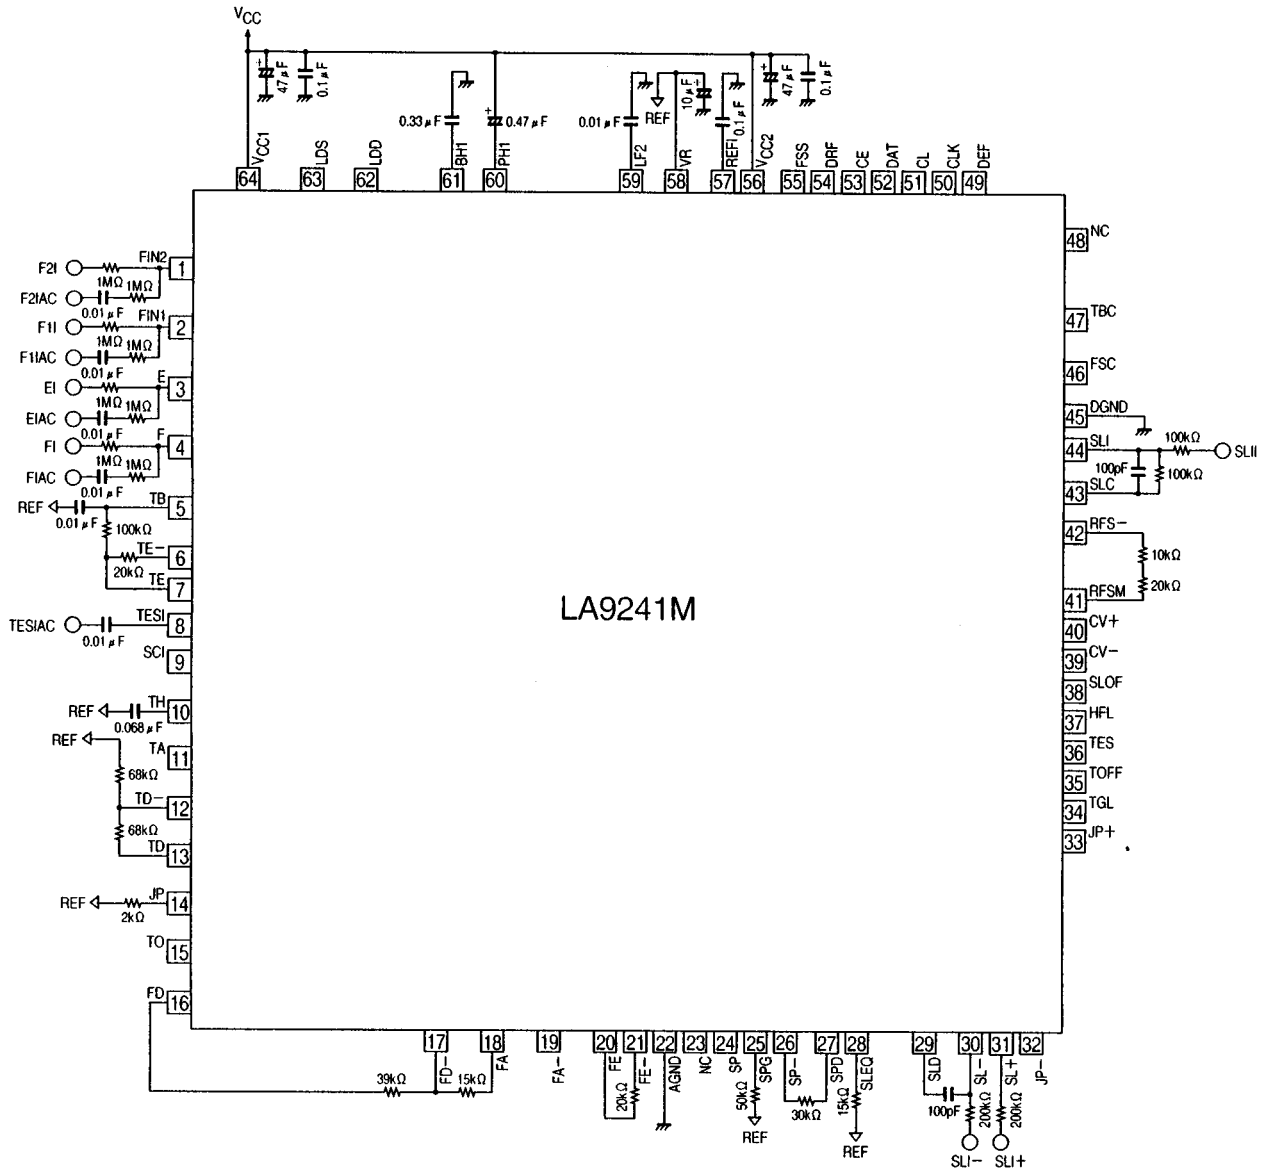 VCC
47μF
0.1μF
0.33μF
0.47μF
0.01μF
REF
10μF
0.1μF
47μF
0.1μF
VCC1
LDS
LDD
BH1
PH1
LF2
VR
REFI
VCC2
FSS
DRF
CE
DAT
CL
CLK
DEF
64
63
62
61
60
59
58
57
56
55
54
53
52
51
50
49
F2I
1MΩ
FIN2
1
F2IAC
0.01μF
1MΩ
F1I
1MΩ
FIN1
2
F1IAC
0.01μF
1MΩ
EI
1MΩ
E
3
EIAC
0.01μF
1MΩ
FI
1MΩ
F
4
FIAC
0.01μF
1MΩ
REF
0.01μF
TB
5
100kΩ
TE−
6
20kΩ
TE
7
TESIAC
0.01μF
TESI
8
SCI
9
REF
0.068μF
TH
10
REF
TA
11
68kΩ
TD−
12
68kΩ
TD
13
REF
2kΩ
JP
14
TO
15
FD
16
LA9241M
48
NC
47
TBC
46
FSC
45
DGND
44
SLI
100kΩ
SLII
100pF
100kΩ
43
SLC
42
RFS−
10kΩ
20kΩ
41
RFSM
40
CV+
39
CV−
38
SLOF
37
HFL
36
TES
35
TOFF
34
TGL
33
JP+
17
18
19
20
21
22
23
24
25
26
27
28
29
30
31
32
FD−
FA
FA−
FE
FE−
AGND
NC
SP
SPG
SP−
SPD
SLEQ
SLD
SL−
SL+
JP−
39kΩ
15kΩ
20kΩ
50kΩ
REF
30kΩ
15kΩ
REF
100pF
200kΩ
200kΩ
SLI−
SLI+